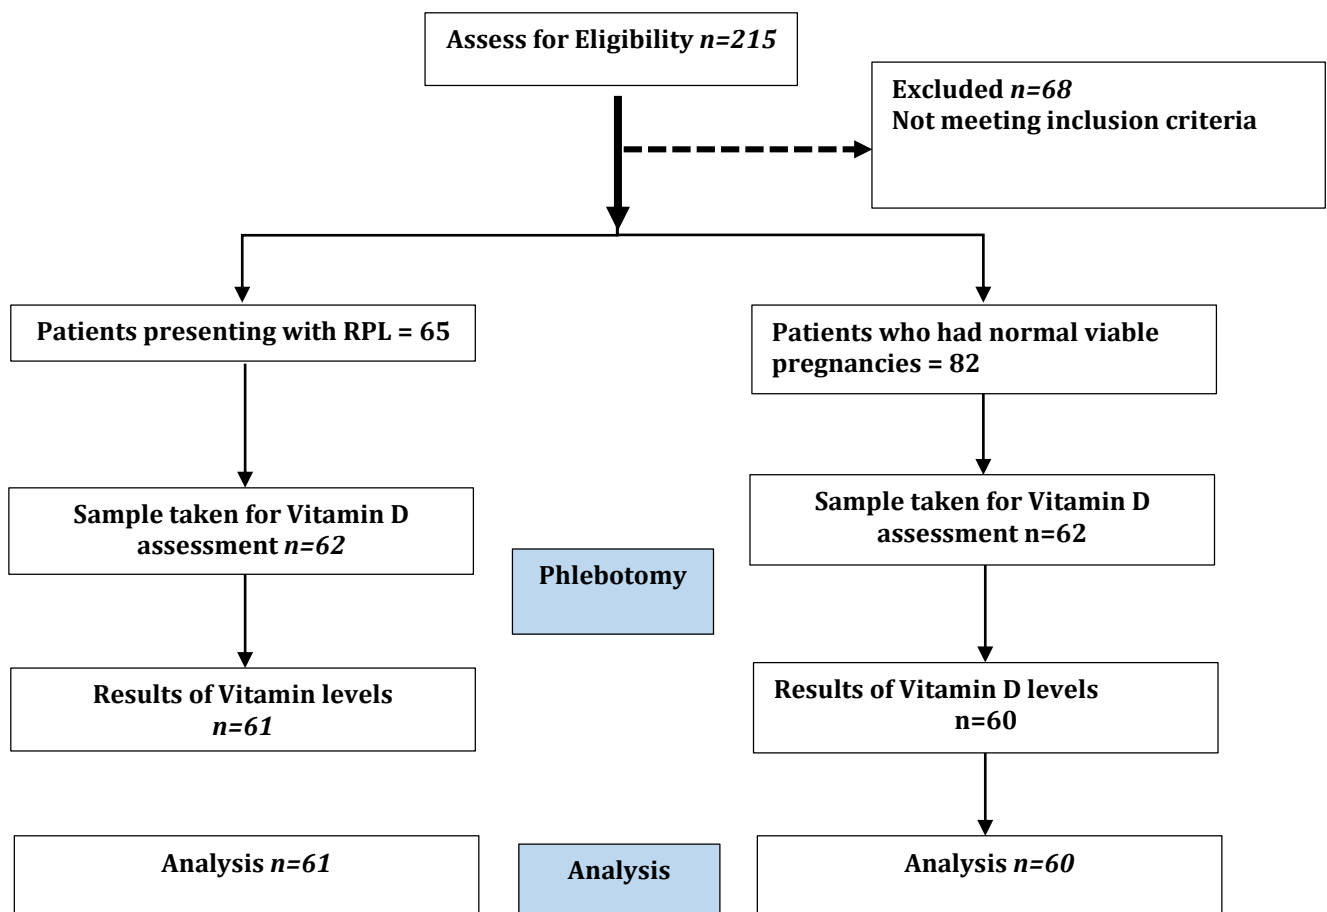 Assess for Eligibility n=215
Excluded n=68
Not meeting inclusion criteria
Patients presenting with RPL = 65
Patients who had normal viable
pregnancies = 82
Sample taken for Vitamin D
assessment n=62
Sample taken for Vitamin D
assessment n=62
Phlebotomy
Results of Vitamin levels
n=61
Results of Vitamin D levels
n=60
Analysis n=61
Analysis
Analysis n=60